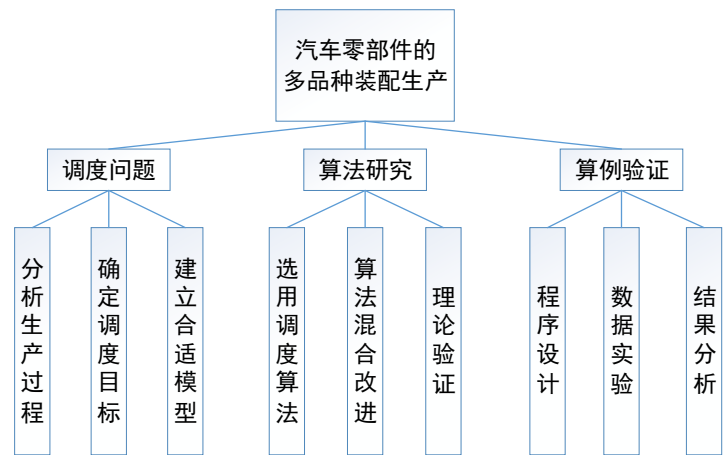 汽车零部件的
多品种装配生产
调度问题
算法研究
算例验证
分析生产过程
确定调度目标
建立合适模型
选用调度算法
算法混合改进
理论验证
程序设计
数据实验
结果分析